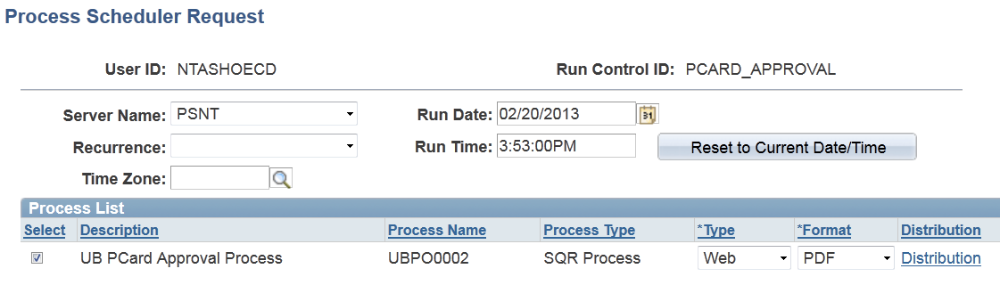 Process Scheduler Request
User ID: NTASHOECD Run Control ID: PCARD_APPROVAL
Server Name: PSNT Run Date: 02/20/2013 31
Recurrence: Run Time: 3:53:00PM Reset to Current Date/Time
Time Zone:
Process List
Select Description Process Name Process Type *Type *Format Distribution
UB PCard Approval Process UBPO0002 SQR Process Web PDF Distribution